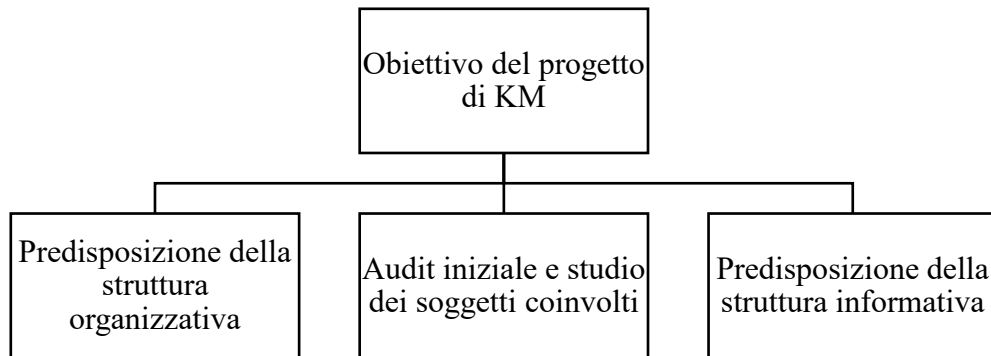 Obiettivo del progetto
di KM
Predisposizione della
struttura
organizzativa
Audit iniziale e studio
dei soggetti coinvolti
Predisposizione della
struttura informativa